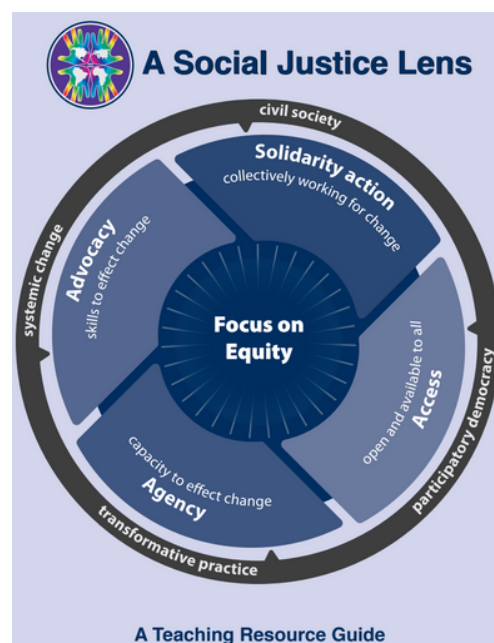 A Social Justice Lens
civil society
Solidarity action
collectively working for change
Advocacy
skills to effect change
systemic change
Focus on
Equity
open and available to all
Access
participatory democracy
capacity to effect change
Agency
transformative practice
A Teaching Resource Guide